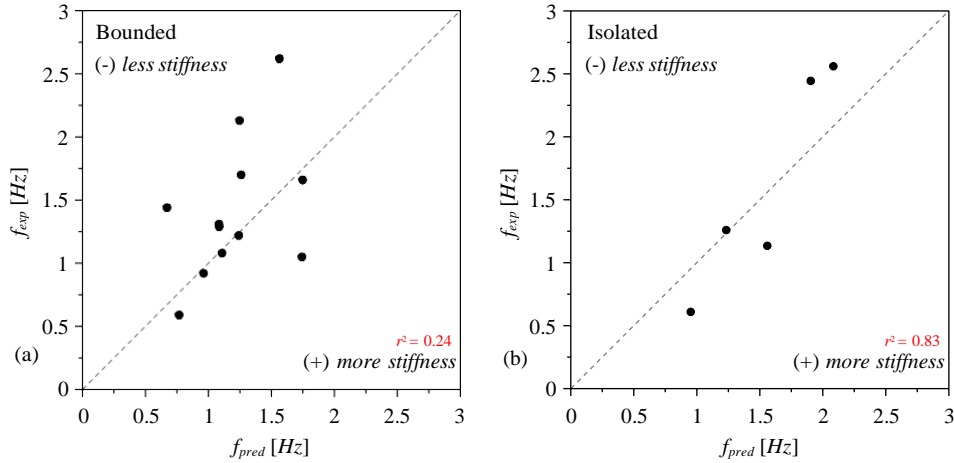 Bounded
(-) less stiffness
3
2.5
2
1.5
1
0.5
0
f_exp [Hz]
r² = 0.24
(a)
(+) more stiffness
0
0.5
1
1.5
2
2.5
3
f_pred [Hz]
Isolated
(-) less stiffness
3
2.5
2
1.5
1
0.5
0
f_exp [Hz]
r² = 0.83
(b)
(+) more stiffness
0
0.5
1
1.5
2
2.5
3
f_pred [Hz]